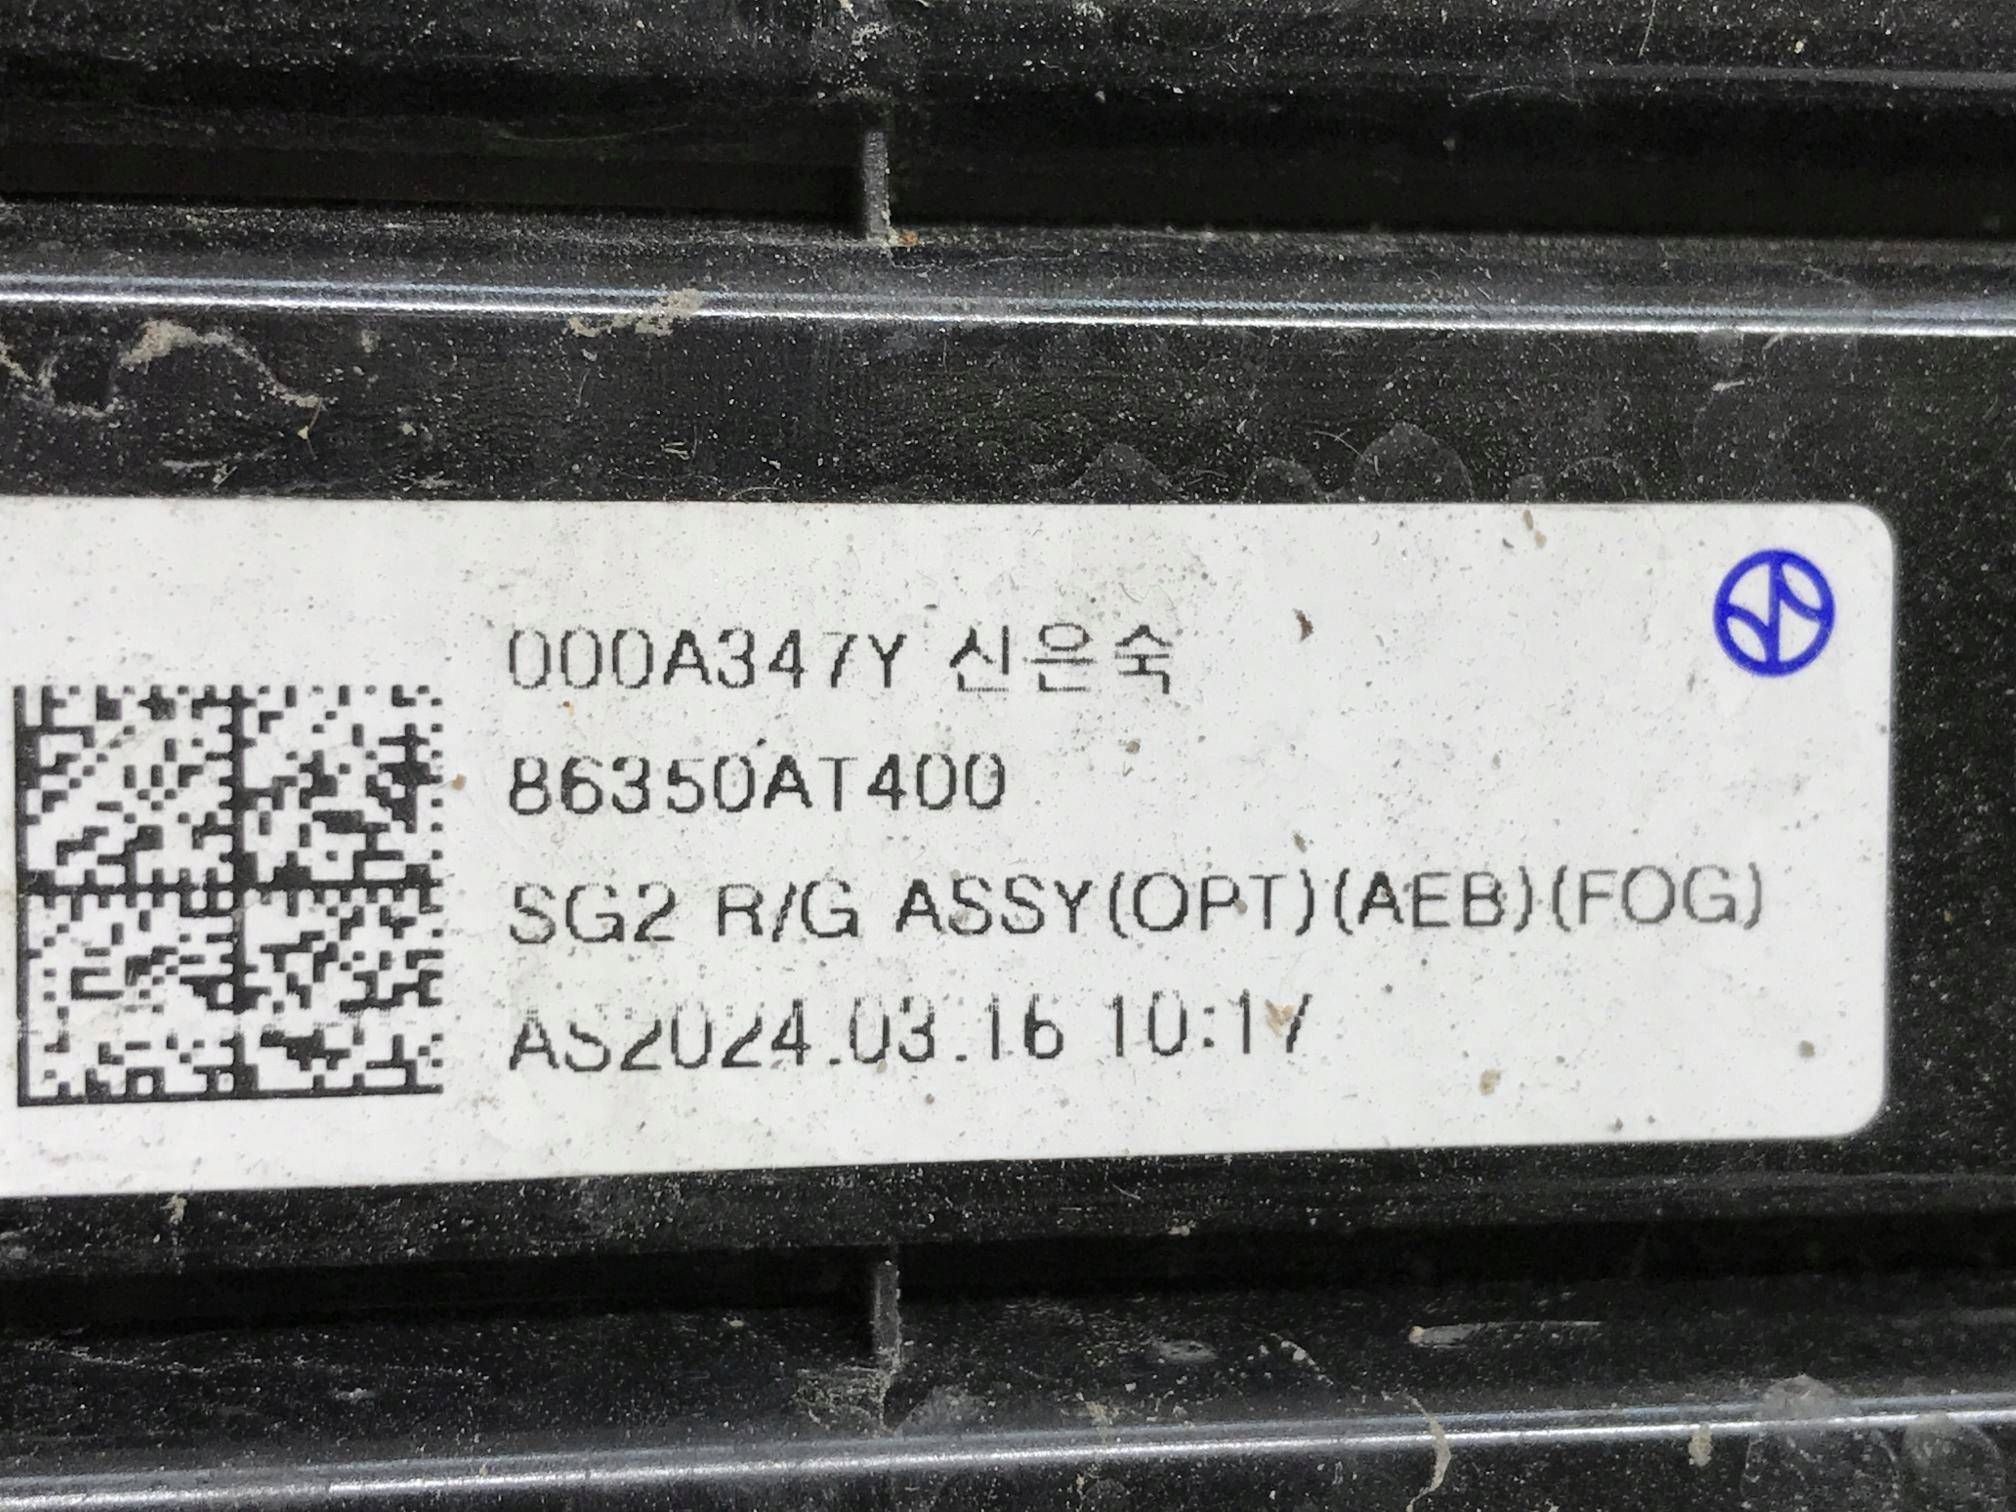 000A347Y 신은숙
86350AT400
SG2 R/G ASSY(OPT)(AEB)(FOG)
AS2024.03.16 10:17